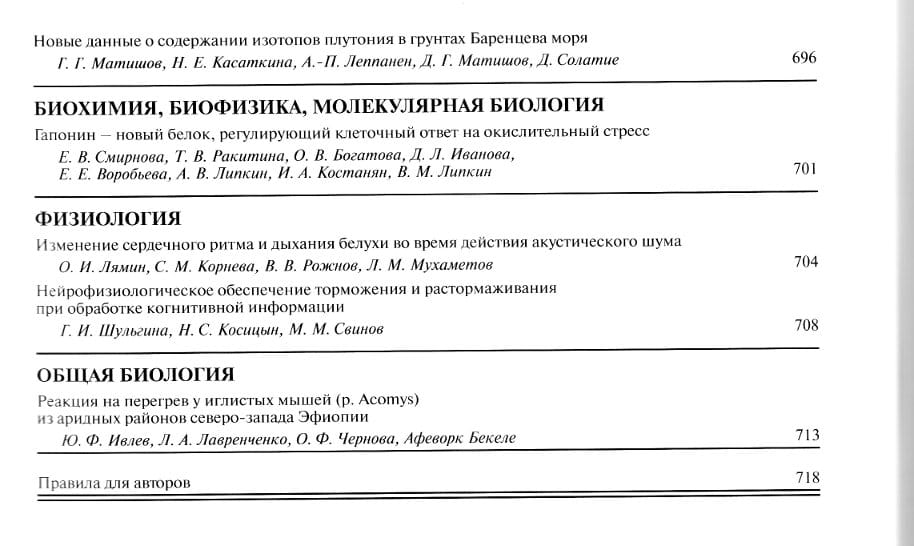 Новые данные о содержании изотопов плутония в грунтах Баренцева моря
Г. Г. Матишов, Н. Е. Касаткина, А.-П. Леппанен, Д. Г. Матишов, Д. Солатие 696
БИОХИМИЯ, БИОФИЗИКА, МОЛЕКУЛЯРНАЯ БИОЛОГИЯ
Гапонин – новый белок, регулирующий клеточный ответ на окислительный стресс
Е. В. Смирнова, Т. В. Ракитина, О. В. Богатова, Д. Л. Иванова,
Е. Е. Воробьева, А. В. Липкин, И. А. Костанян, В. М. Липкин 701
ФИЗИОЛОГИЯ
Изменение сердечного ритма и дыхания белухи во время действия акустического шума
О. И. Лямин, С. М. Корнева, В. В. Рожнов, Л. М. Мухаметов 704
Нейрофизиологическое обеспечение торможения и растормаживания
при обработке когнитивной информации
Г. И. Шульгина, Н. С. Косицын, М. М. Свинов 708
ОБЩАЯ БИОЛОГИЯ
Реакция на перегрев у иглистых мышей (р. Acomys)
из аридных районов северо-запада Эфиопии
Ю. Ф. Ивлев, Л. А. Лавренченко, О. Ф. Чернова, Афеворк Бекеле 713
Правила для авторов 718